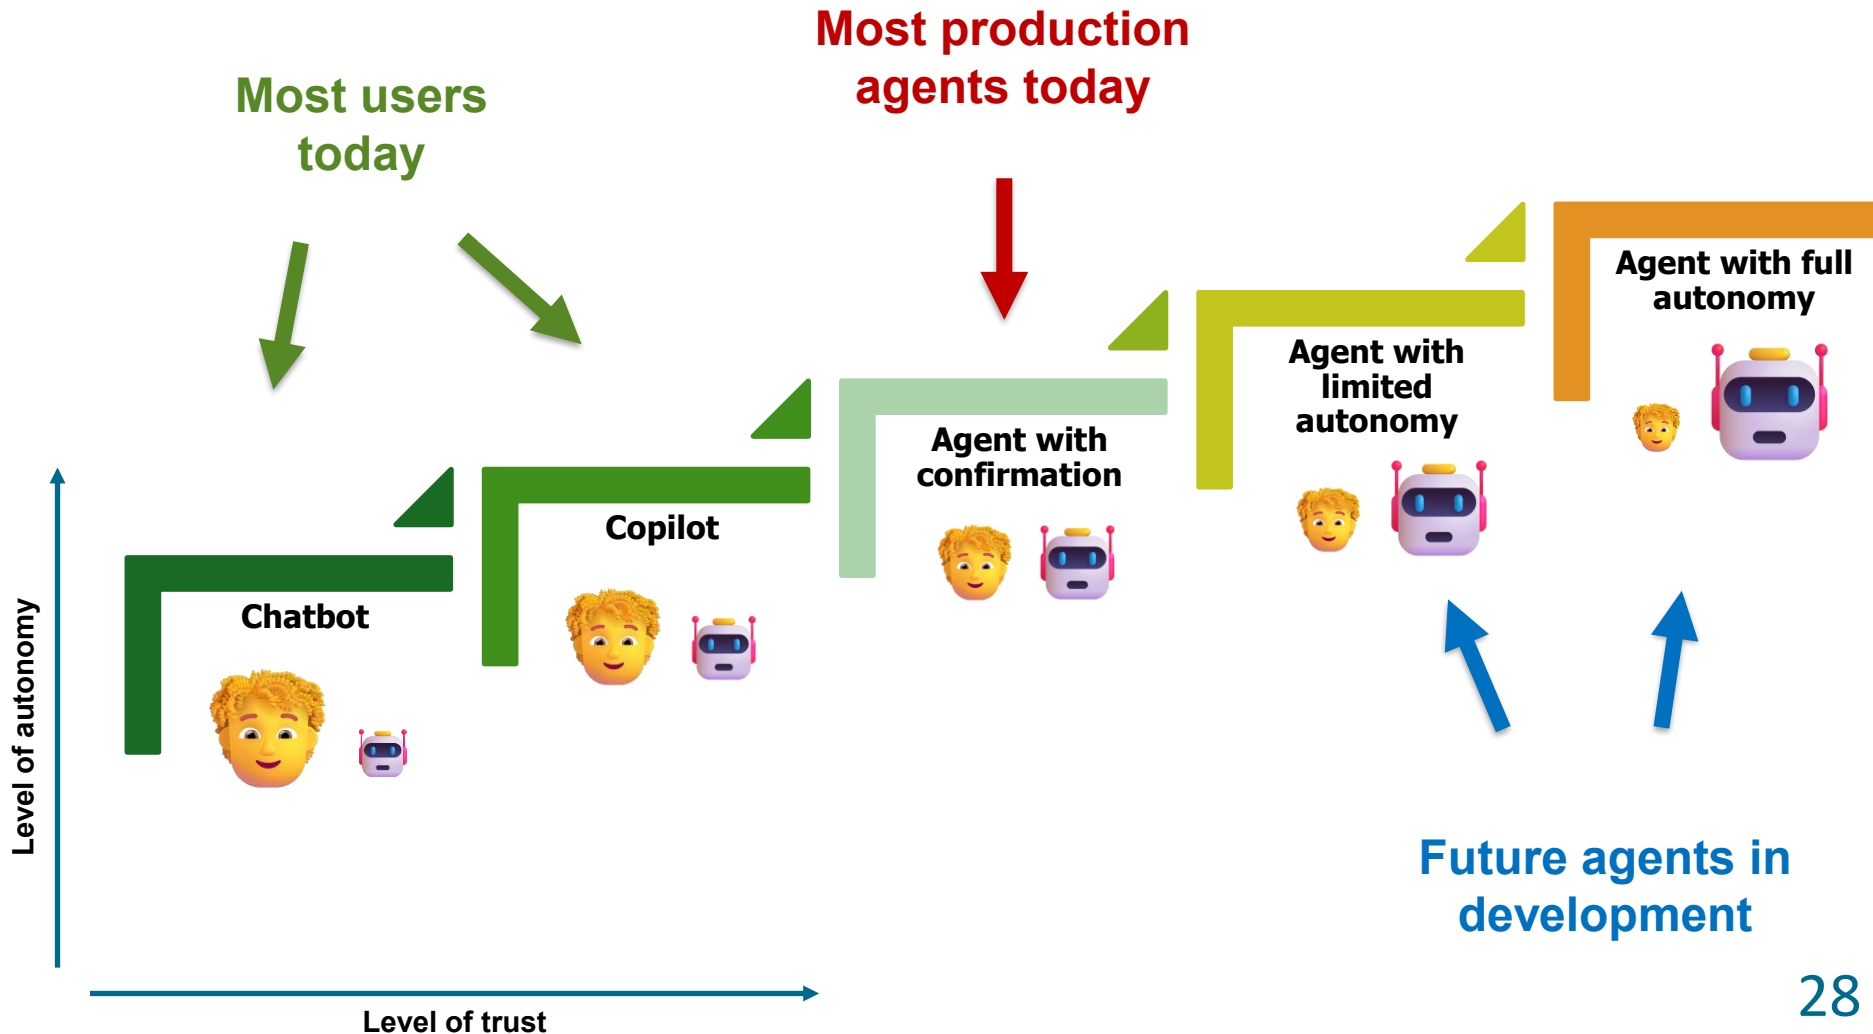 Most production
agents today
Most users
today
Agent with full
autonomy
Agent with
limited
autonomy
Agent with
confirmation
Copilot
Chatbot
Level of autonomy
Future agents in
development
Level of trust
28